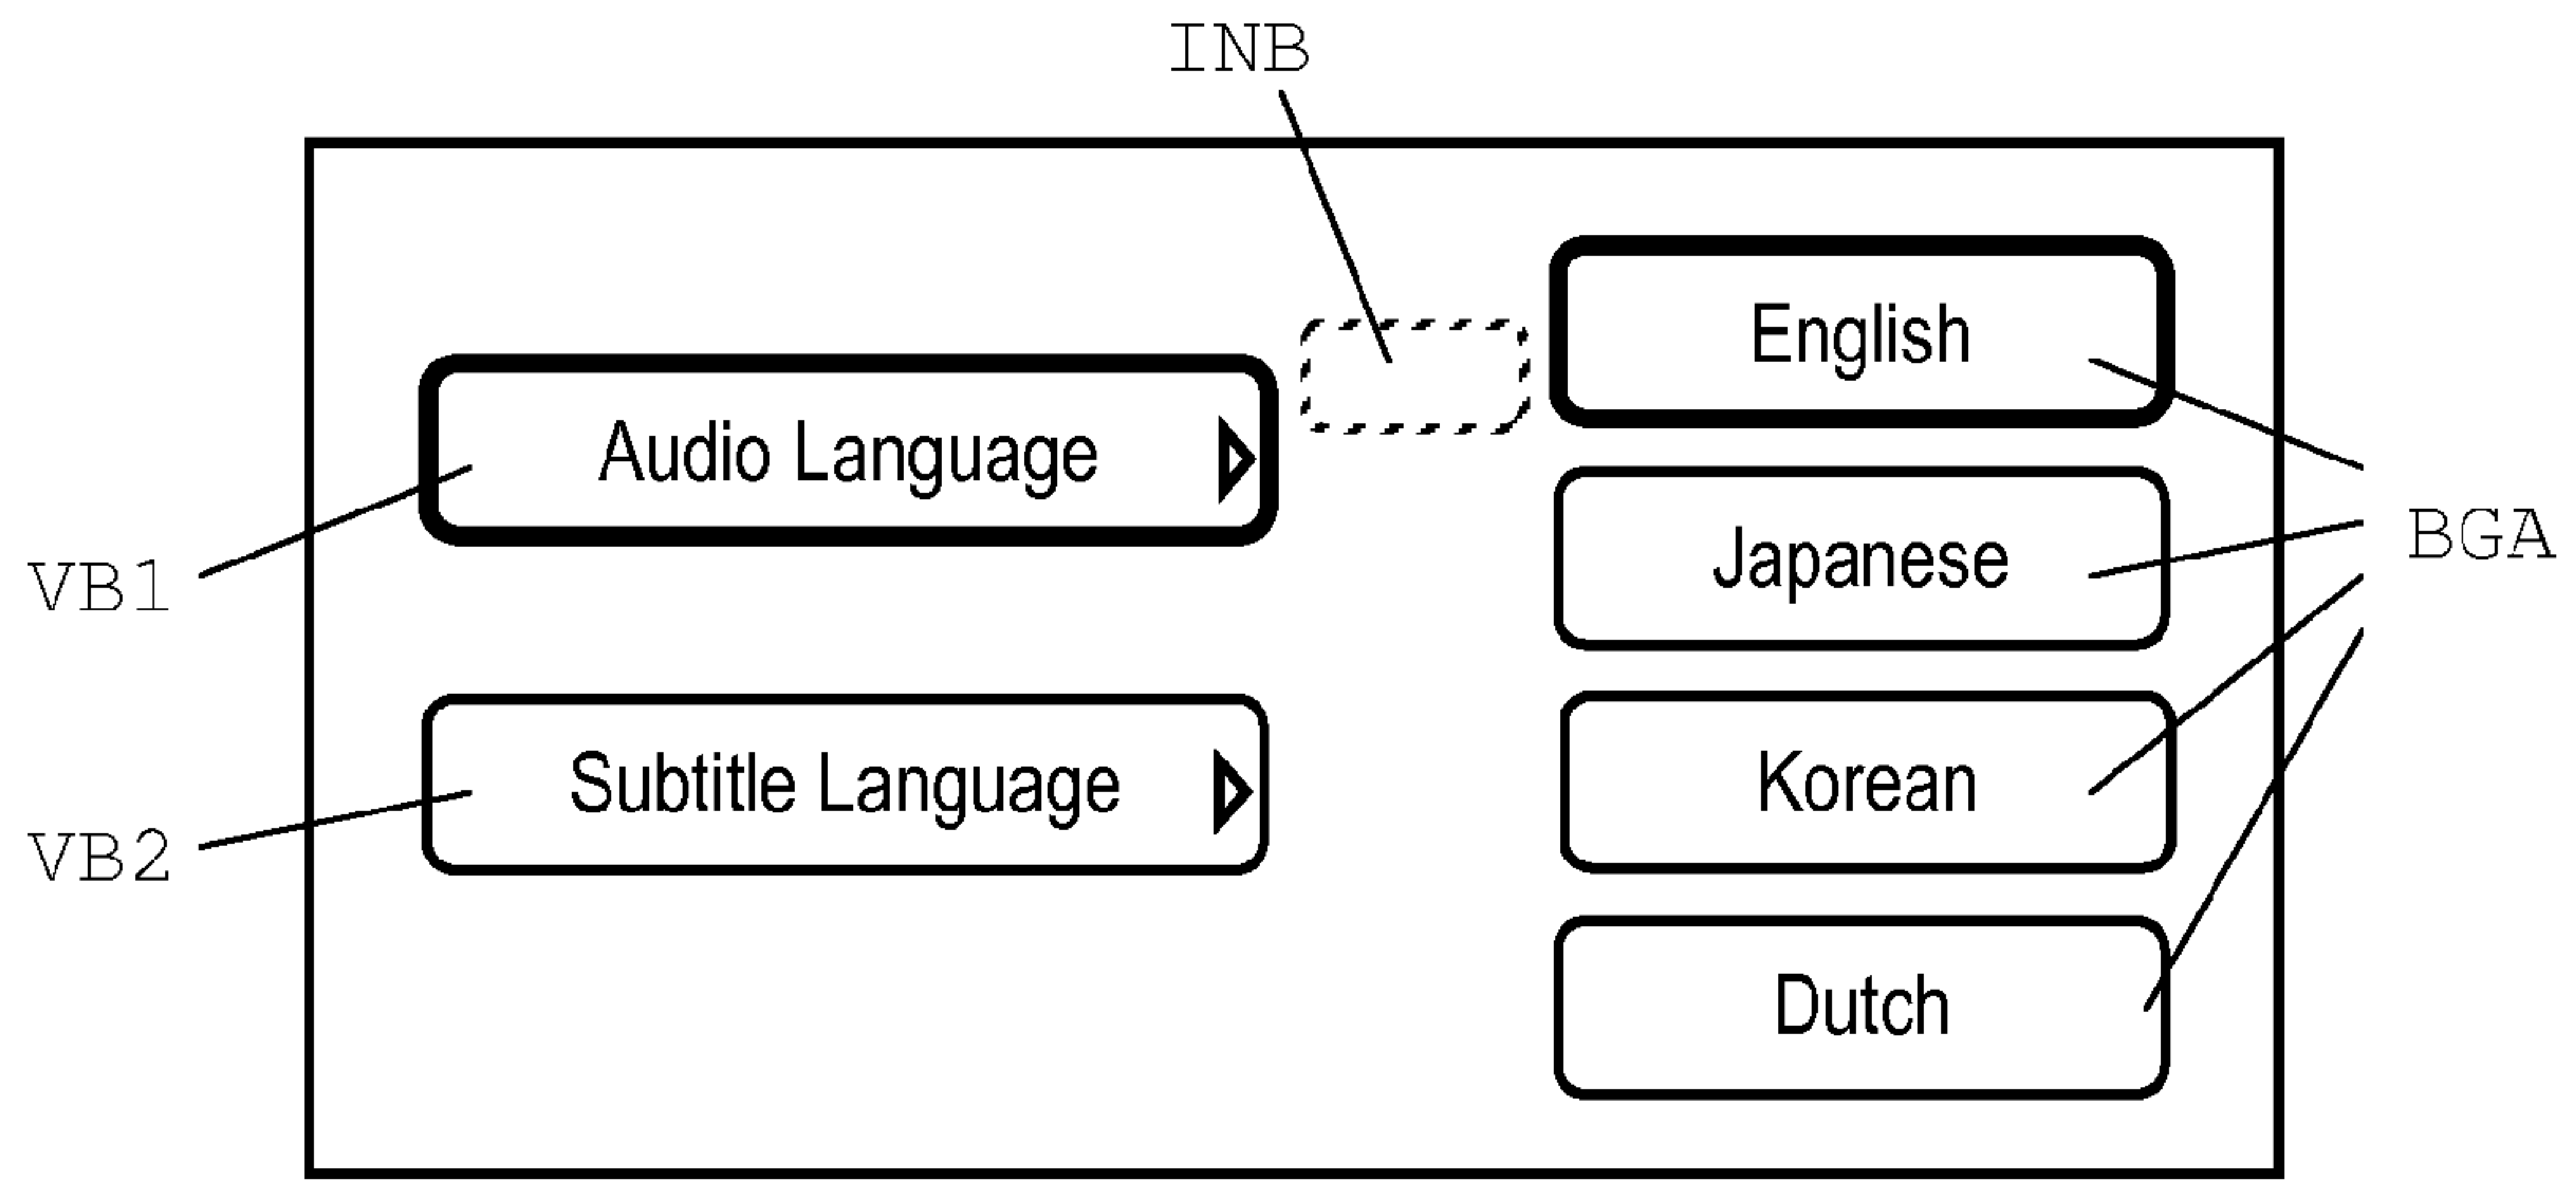 INB
English
Audio Language
Japanese
BGA
VB1
Subtitle Language
Korean
VB2
Dutch